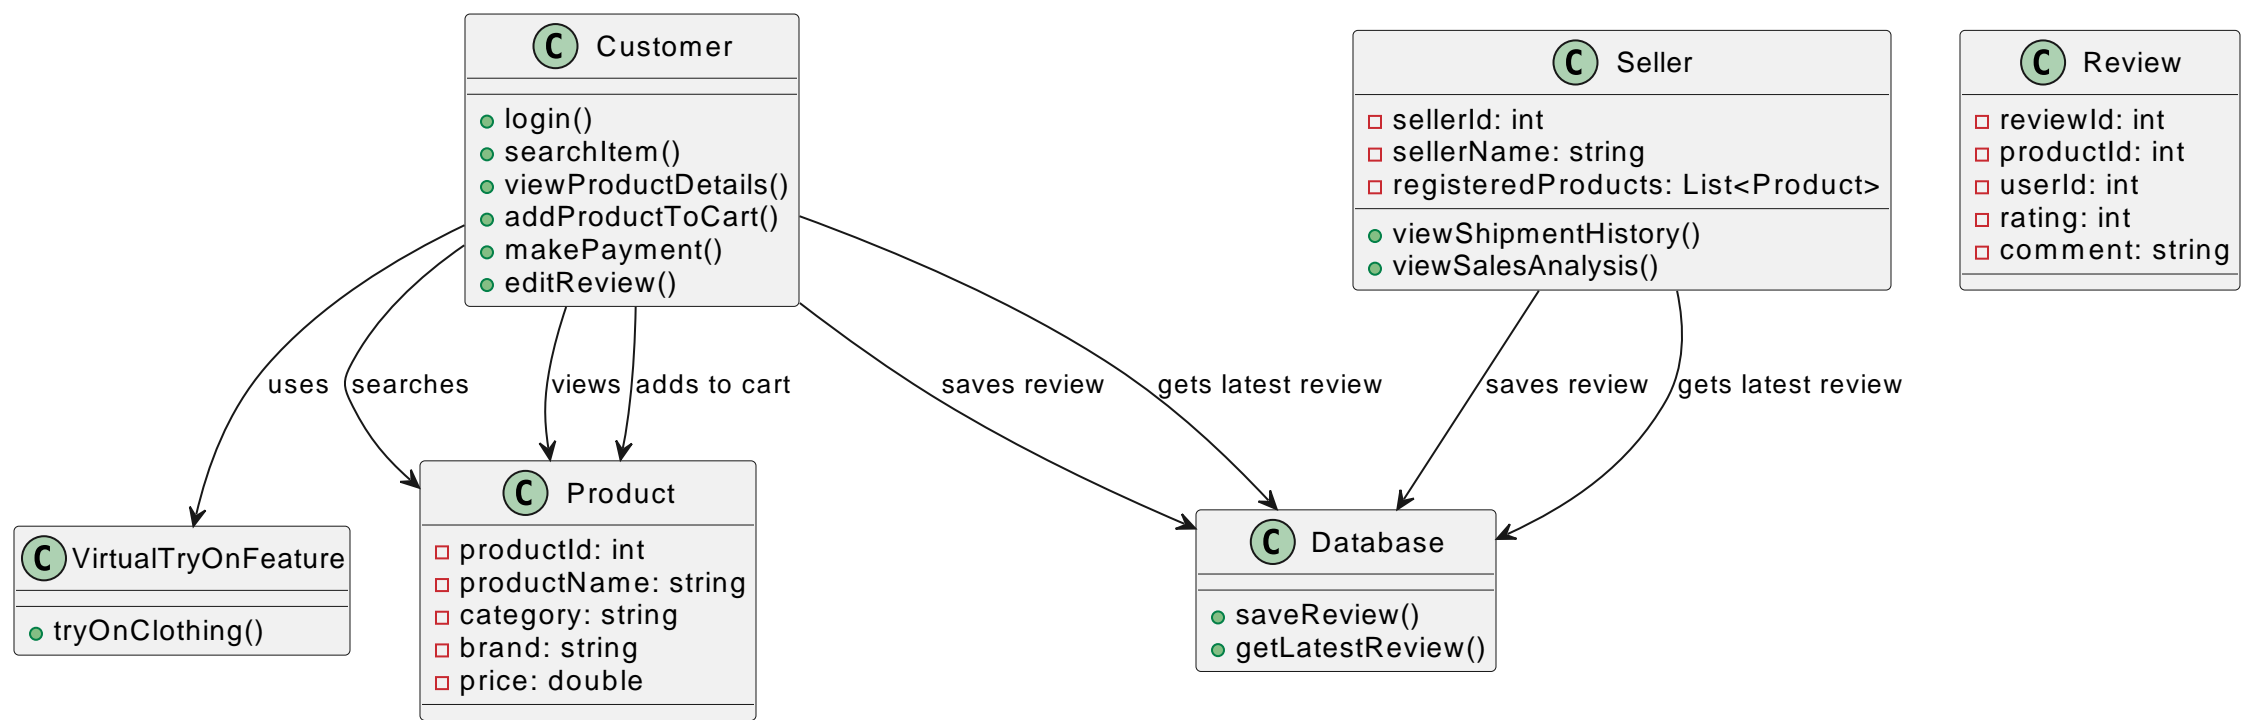 C Customer
login()
searchItem()
viewProductDetails()
addProductToCart()
makePayment()
editReview()
C Seller
sellerId: int
sellerName: string
registeredProducts: List<Product>
viewShipmentHistory()
viewSalesAnalysis()
C Review
reviewId: int
productId: int
userId: int
rating: int
comment: string
uses
searches
views
adds to cart
saves review
gets latest review
saves review
gets latest review
C VirtualTryOnFeature
tryOnClothing()
C Product
productId: int
productName: string
category: string
brand: string
price: double
C Database
saveReview()
getLatestReview()